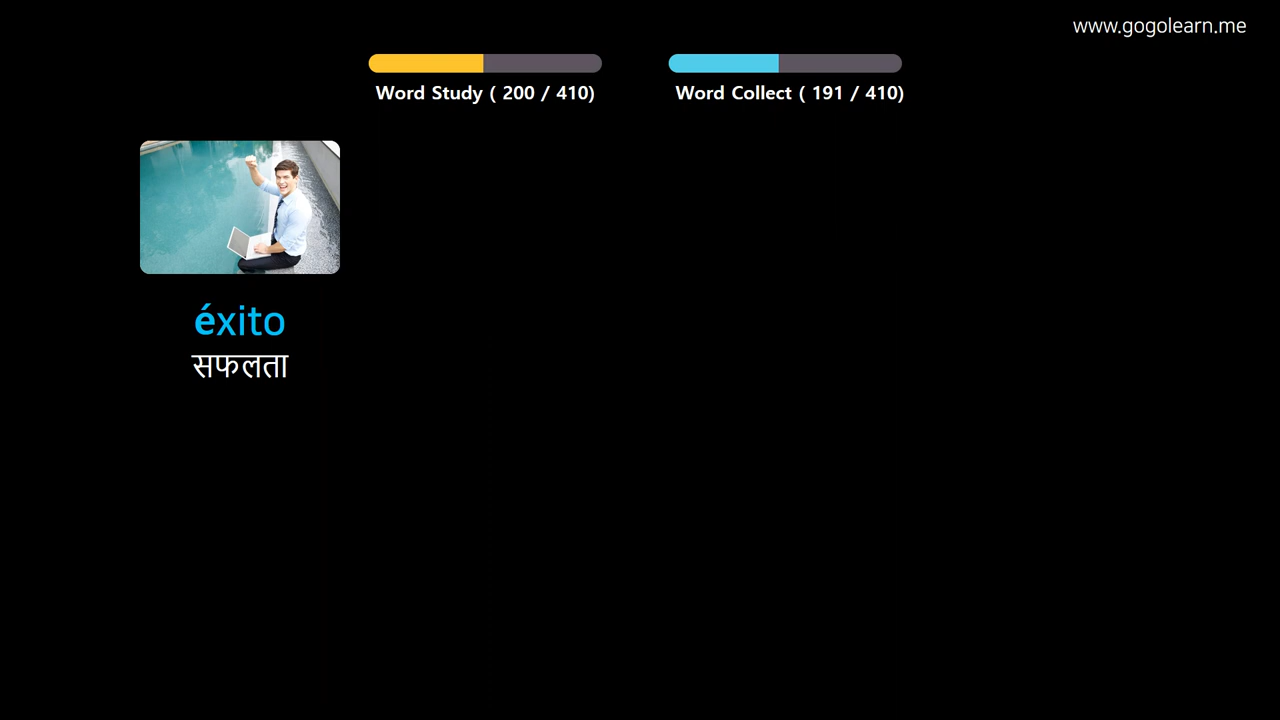 www.gogolearn.me
Word Study ( 200 / 410)
Word Collect ( 191 / 410)
éxito
सफलता